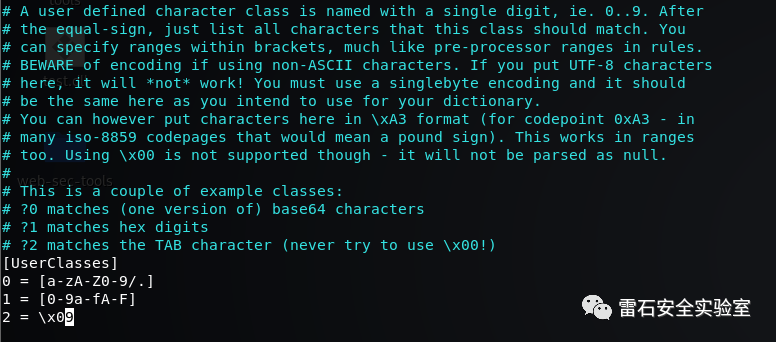 tools
# A user defined character class is named with a single digit, ie. 0..9. After
# the equal-sign, just list all characters that this class should match. You
# can specify ranges within brackets, much like pre-processor ranges in rules.
# BEWARE of encoding if using non-ASCII characters. If you put UTF-8 characters
# here, it will *not* work! You must use a singlebyte encoding and it should
# be the same here as you intend to use for your dictionary.
# You can however put characters here in \xA3 format (for codepoint 0xA3 - in
# many iso-8859 codepages that would mean a pound sign). This works in ranges
# too. Using \x00 is not supported though - it will not be parsed as null.
#
web-sec-tools
# This is a couple of example classes:
# ?0 matches (one version of) base64 characters
# ?1 matches hex digits
# ?2 matches the TAB character (never try to use \x00!)
[UserClasses]
0 = [a-zA-Z0-9/.]
1 = [0-9a-fA-F]
2 = \x09
雷石安全实验室